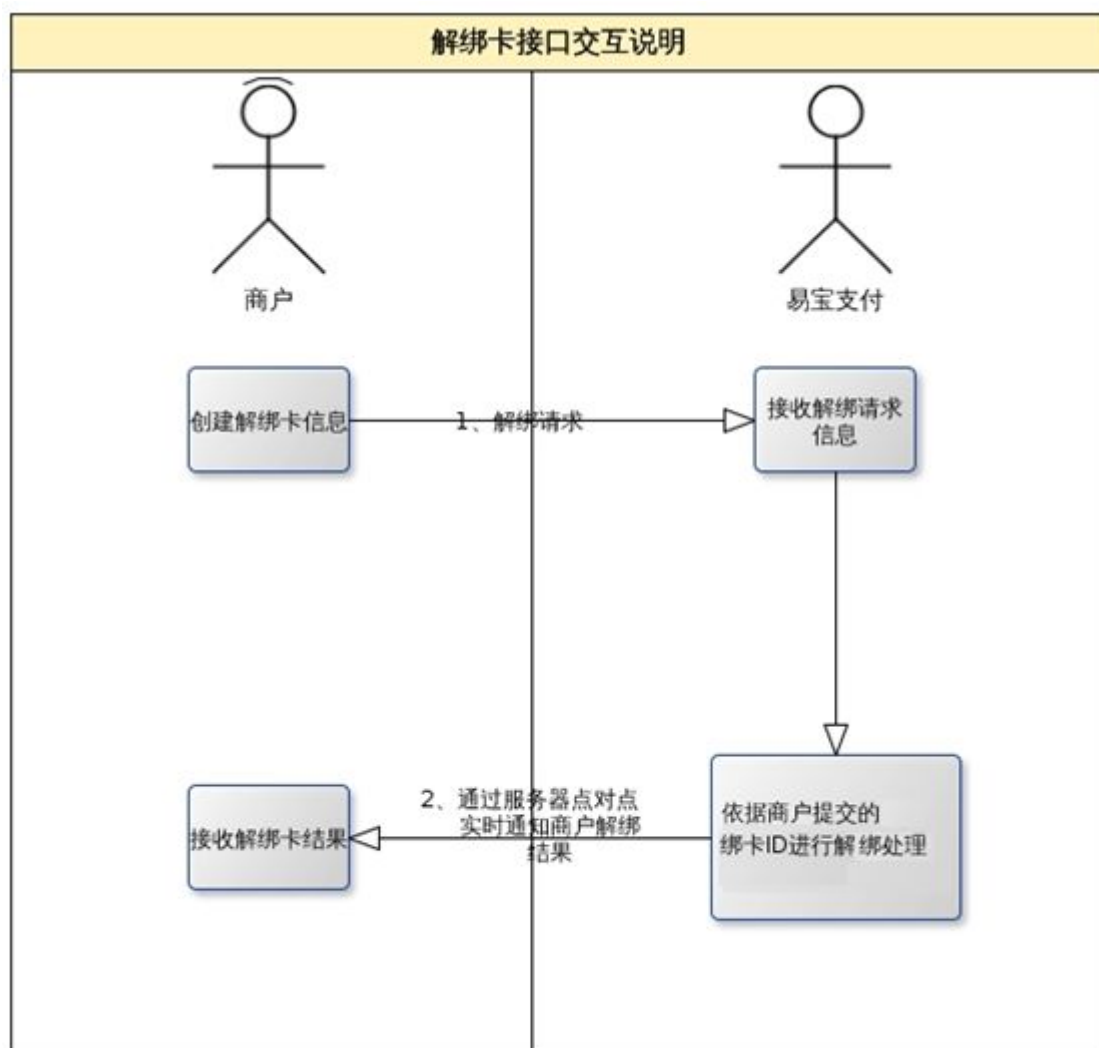 解绑卡接口交互说明
商户
易宝支付
创建解绑卡信息
1、解绑请求
接收解绑请求
信息
接收解绑卡结果
2、通过服务器点对点
实时通知商户解绑
结果
依据商户提交的
绑卡ID进行解绑处理